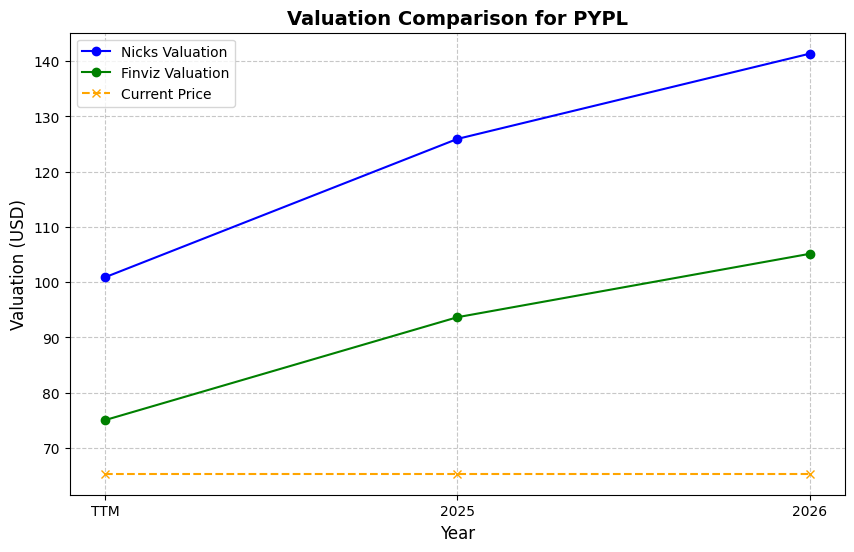 Valuation Comparison for PYPL
Nicks Valuation
Finviz Valuation
Current Price
Valuation (USD)
140
130
120
110
100
90
80
70
TTM
2025
2026
Year